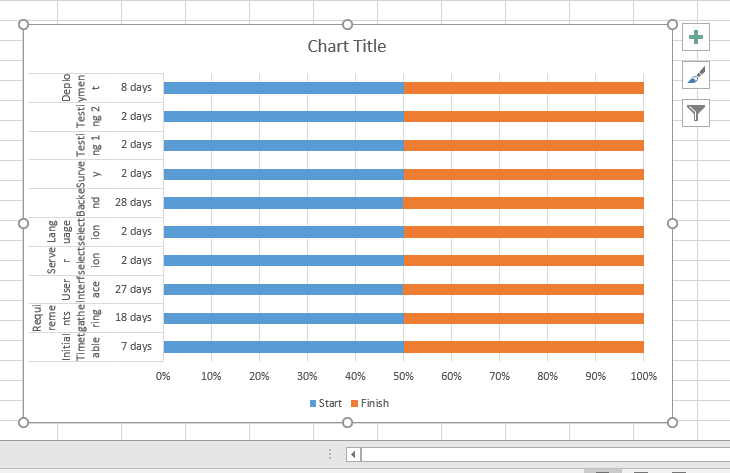 Chart Title
Deplo
ymen
t
8 days
Testi
ng 2
2 days
Testi
ng 1
2 days
Surve
y
2 days
Backe
nd
28 days
Lang
uage
select
ion
2 days
Serve
r
select
ion
2 days
User
Interf
ace
27 days
Requi
reme
nts
gathe
ring
18 days
Initial
Timet
able
7 days
0% 10% 20% 30% 40% 50% 60% 70% 80% 90% 100%
Start Finish